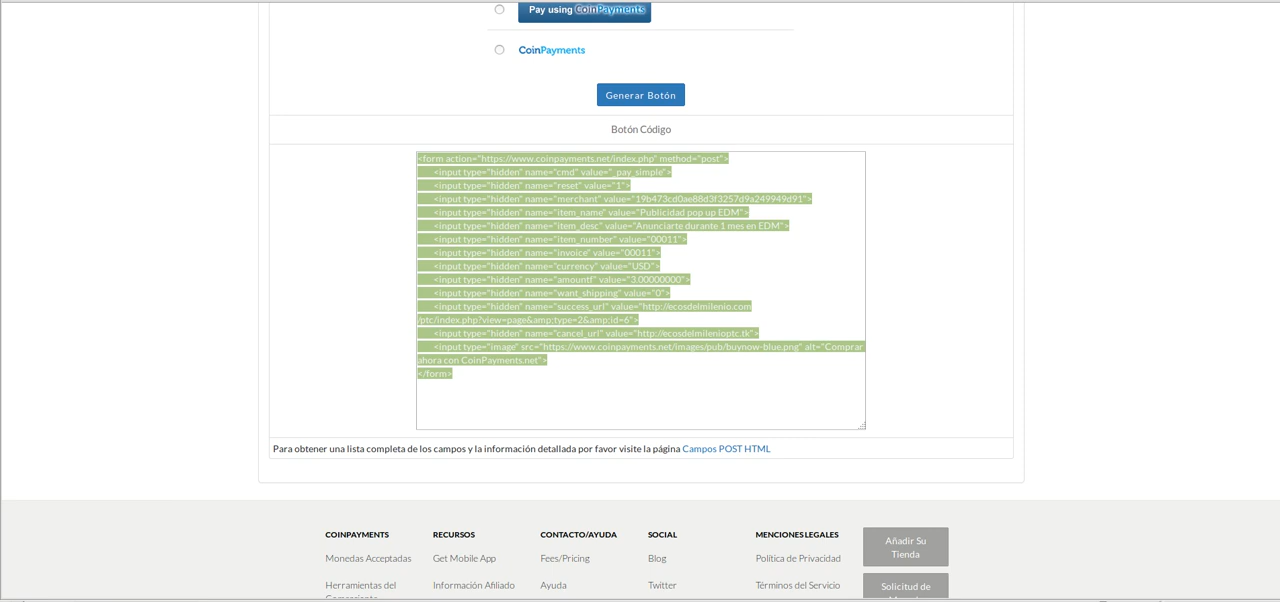 Pay using CoinPayments
CoinPayments
Generar Botón
Botón Código
<form action="https://www.coinpayments.net/index.php" method="post">
<input type="hidden" name="cmd" value="_pay_simple">
<input type="hidden" name="reset" value="1">
<input type="hidden" name="merchant" value="19b473cd0ae88d3f3257d9a249949d91">
<input type="hidden" name="item_name" value="Publicidad pop up EDM">
<input type="hidden" name="item_desc" value="Anunciarte durante 1 mes en EDM">
<input type="hidden" name="item_number" value="00011">
<input type="hidden" name="invoice" value="00011">
<input type="hidden" name="currency" value="USD">
<input type="hidden" name="amountf" value="3.00000000">
<input type="hidden" name="want_shipping" value="0">
<input type="hidden" name="success_url" value="http://ecosdelmilenio.com
/ptc/index.php?view=page&amp;type=2&amp;id=6">
<input type="hidden" name="cancel_url" value="http://ecosdelmilenioptc.tk">
<input type="image" src="https://www.coinpayments.net/images/pub/buynow-blue.png" alt="Comprar
ahora con CoinPayments.net">
</form>
Para obtener una lista completa de los campos y la información detallada por favor visite la página Campos POST HTML
COINPAYMENTS
Monedas Acceptadas
Herramientas del
RECURSOS
Get Mobile App
Información Afiliado
CONTACTO/AYUDA
Fees/Pricing
Ayuda
SOCIAL
Blog
Twitter
MENCIONES LEGALES
Política de Privacidad
Términos del Servicio
Añadir Su
Tienda
Solicitud de